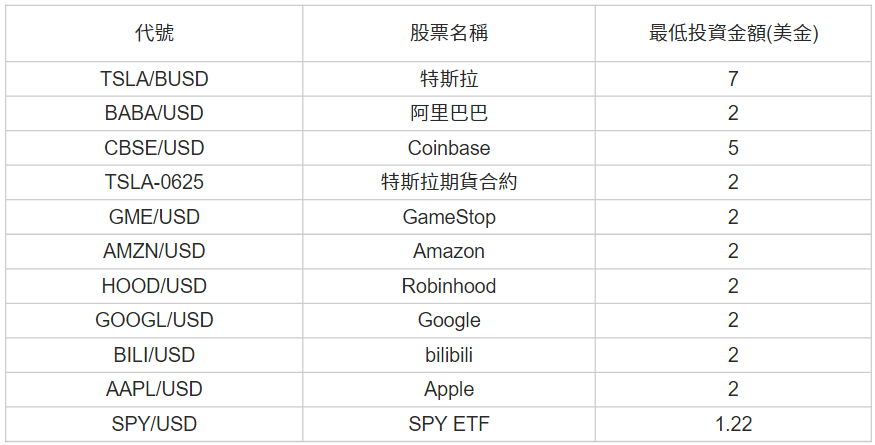 代號 股票名稱 最低投資金額(美金)
TSLA/BUSD 特斯拉 7
BABA/USD 阿里巴巴 2
CBSE/USD Coinbase 5
TSLA-0625 特斯拉期貨合約 2
GME/USD GameStop 2
AMZN/USD Amazon 2
HOOD/USD Robinhood 2
GOOGL/USD Google 2
BILI/USD bilibili 2
AAPL/USD Apple 2
SPY/USD SPY ETF 1.22